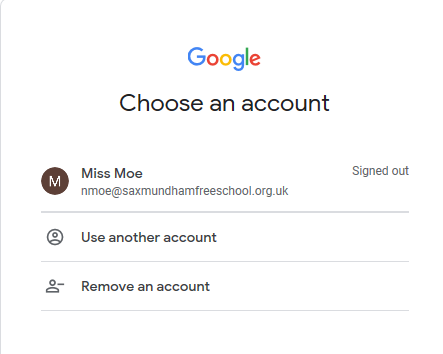 Google
Choose an account
M
Miss Moe
Signed out
nmoe@saxmundhamfreeschool.org.uk
Use another account
Remove an account